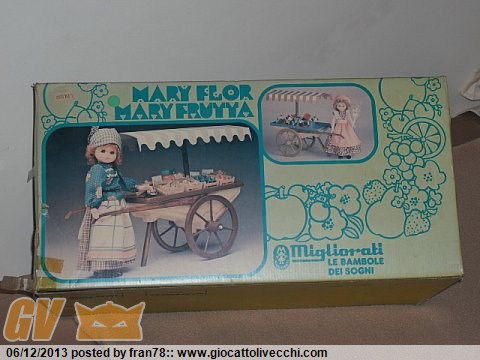 MARY FLOR
MARY FRUTTA
Migliorati
LE BAMBOLE
DEI SOGNI
GV
06/12/2013 posted by fran78:: www.giocattolivecchi.com